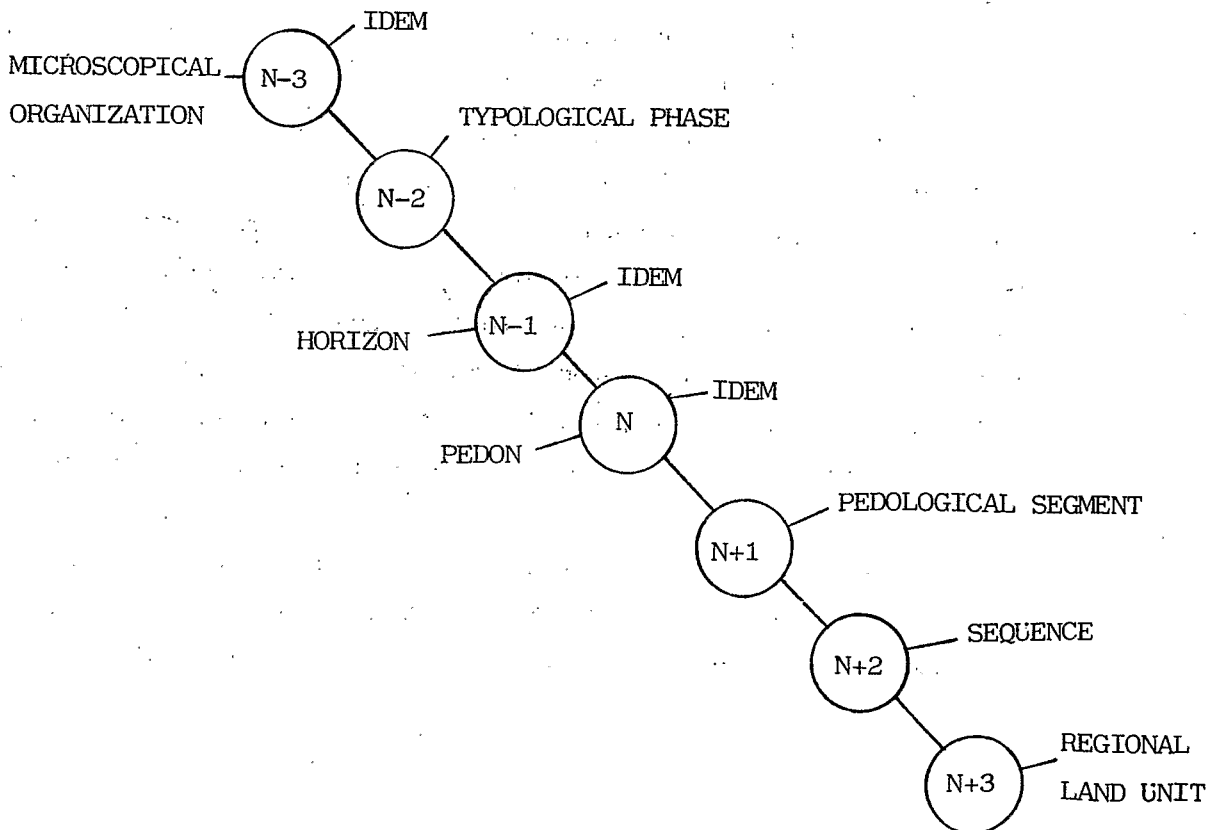 IDEM
MICROSCOPICAL
ORGANIZATION
N-3
TYPOLOGICAL PHASE
N-2
IDEM
HORIZON
N-1
IDEM
PEDON
N
PEDOLOGICAL SEGMENT
N+1
SEQUENCE
N+2
REGIONAL
LAND UNIT
N+3